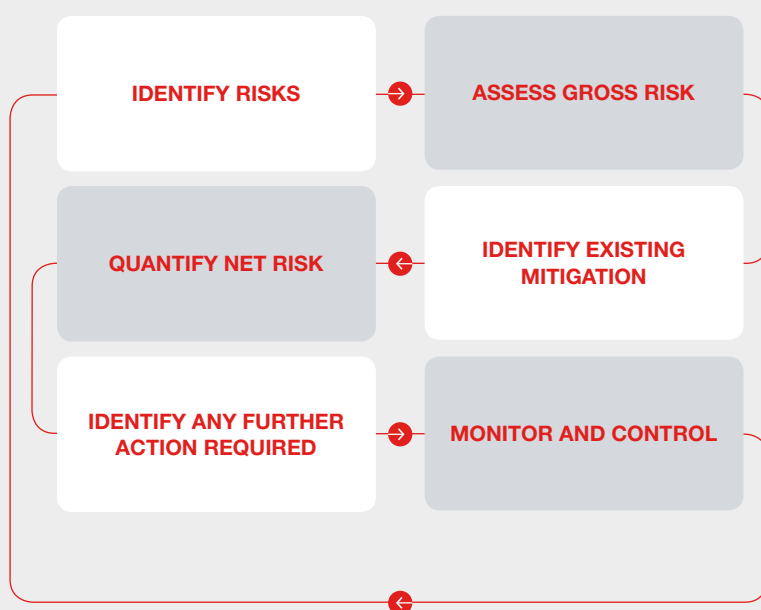 IDENTIFY RISKS
ASSESS GROSS RISK
QUANTIFY NET RISK
IDENTIFY EXISTING
MITIGATION
IDENTIFY ANY FURTHER
ACTION REQUIRED
MONITOR AND CONTROL